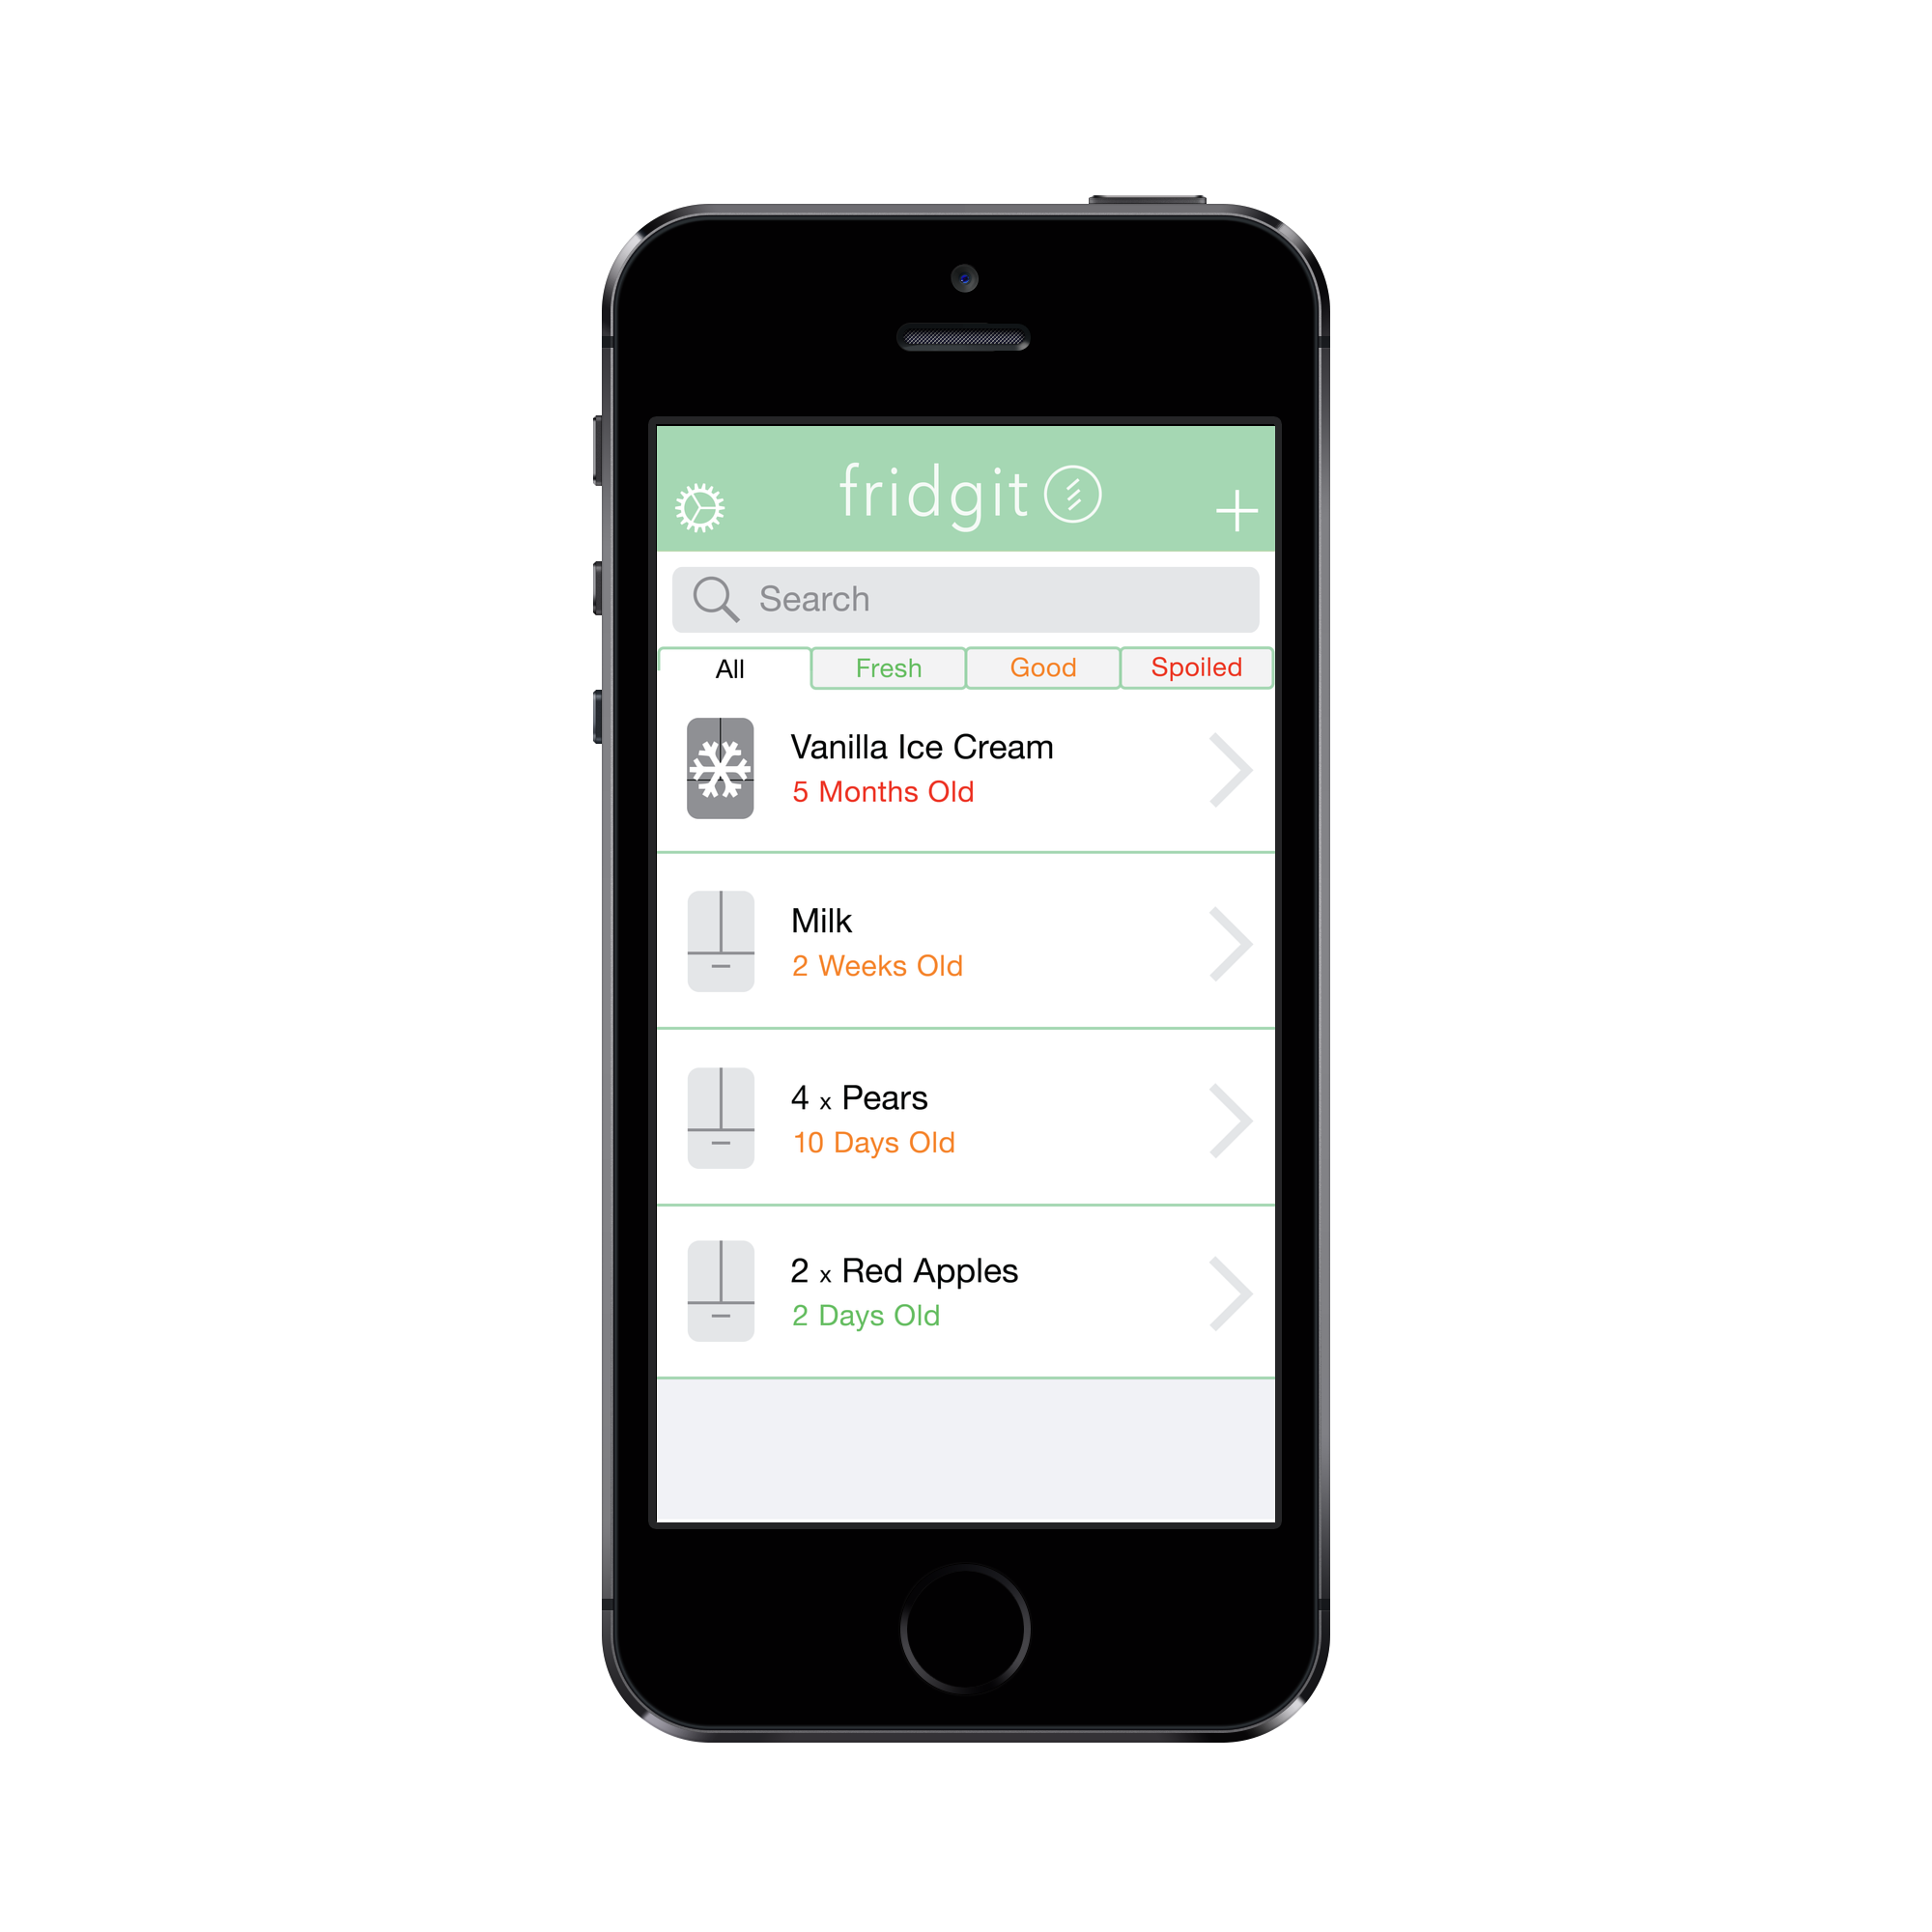 fridgit
Search
All Fresh Good Spoiled
Vanilla Ice Cream
5 Months Old
Milk
2 Weeks Old
4 x Pears
10 Days Old
2 x Red Apples
2 Days Old